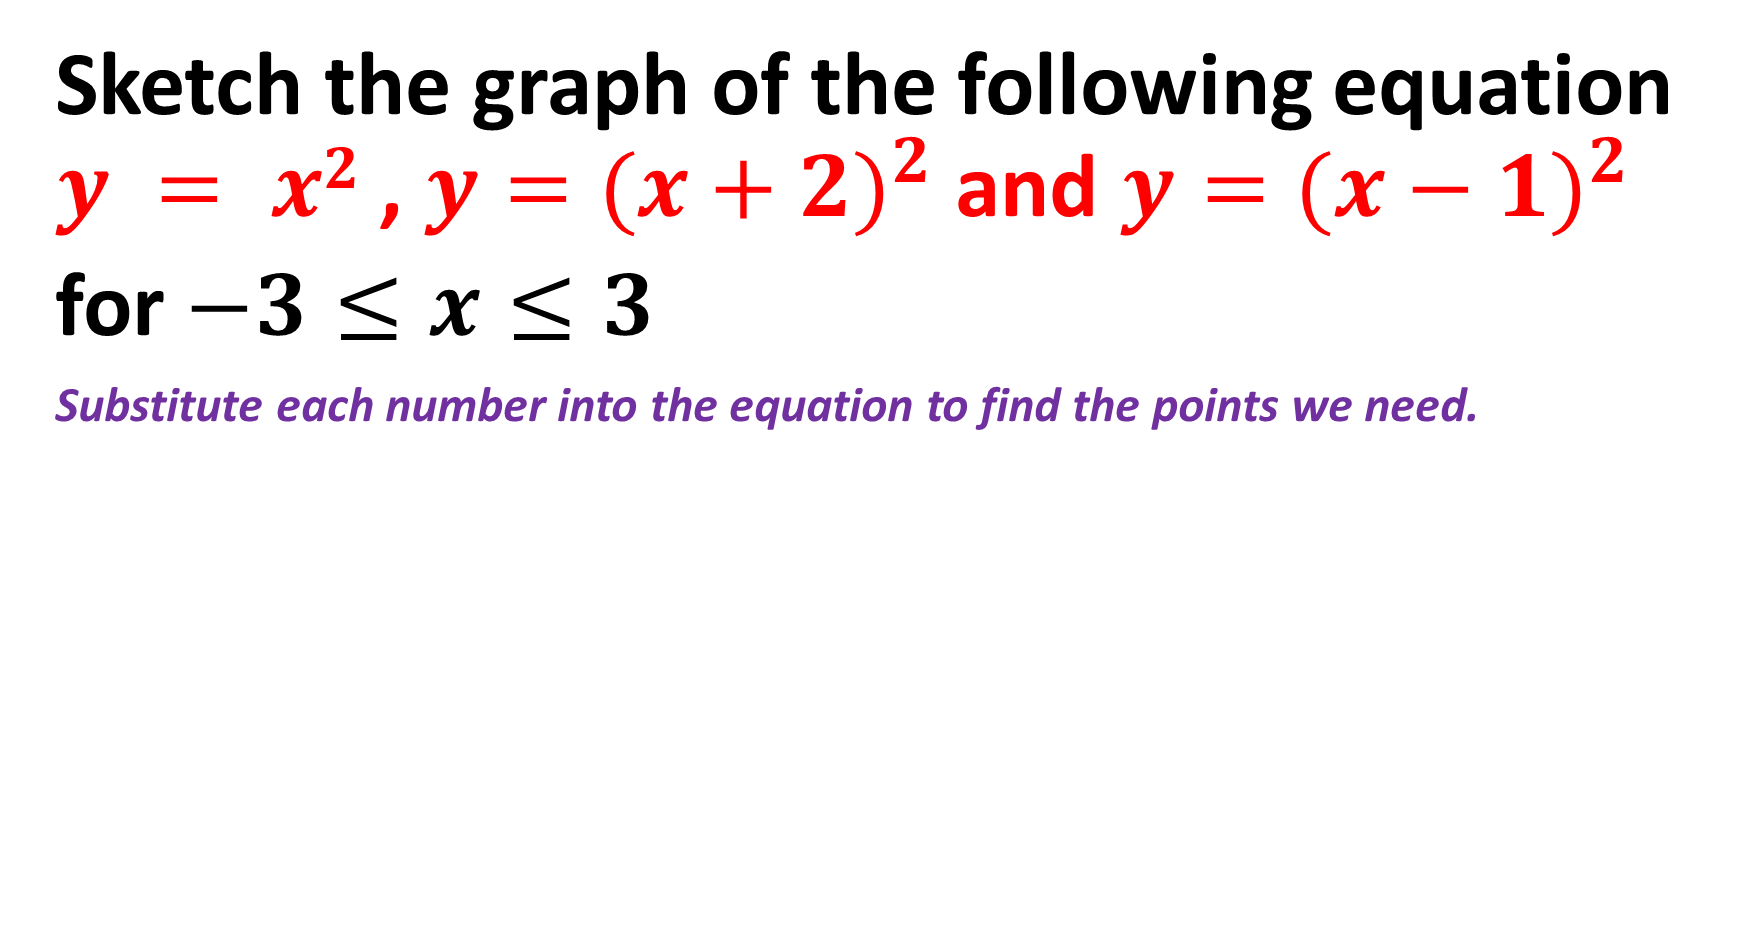 Sketch the graph of the following equation
y = x², y = (x + 2)² and y = (x − 1)²
for −3 ≤ x ≤ 3
Substitute each number into the equation to find the points we need.